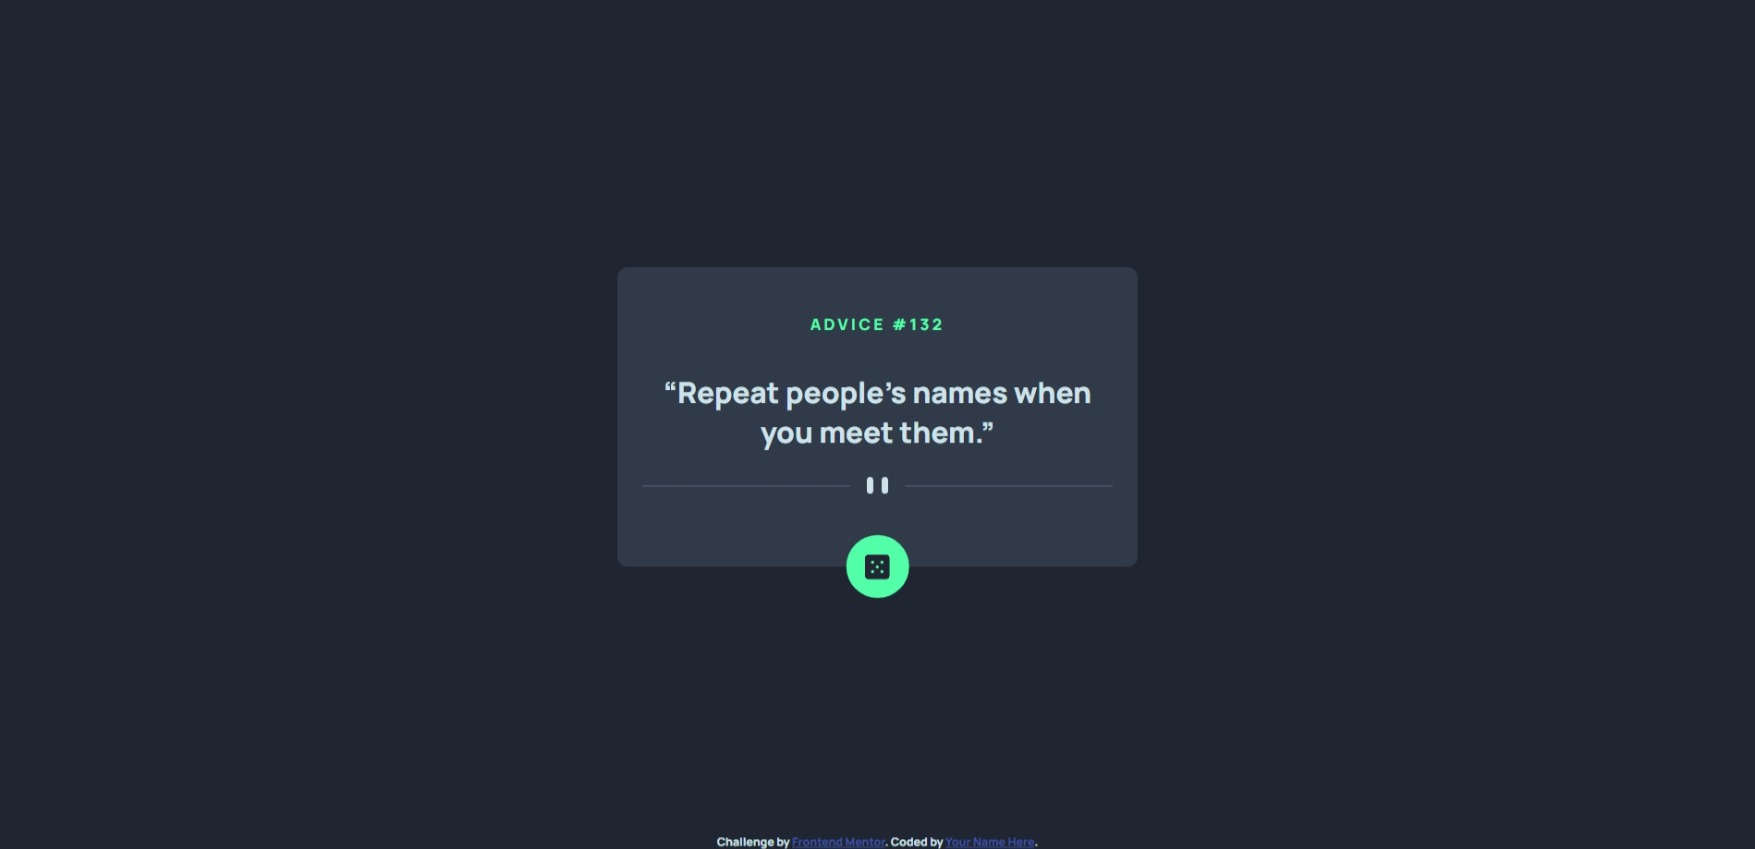 ADVICE #132
“Repeat people’s names when
you meet them.”
Challenge by Frontend Mentor. Coded by Your Name Here.